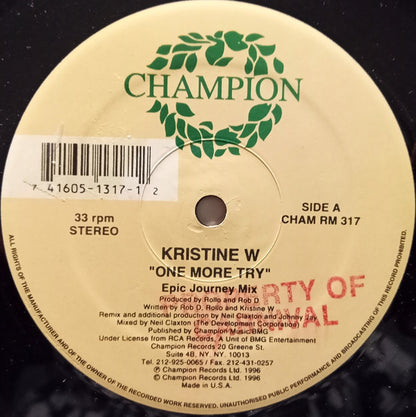 CHAMPION
7 41605-1317-1 2
33 rpm
STEREO
SIDE A
CHAM RM 317
KRISTINE W
"ONE MORE TRY"
Epic Journey Mix
PROPERTY OF
Produced by Rollo and Rob D
Written by Rob D, Rollo and Kristine W
Remix and additional production by Neil Claxton and Johnny Jay
Mixed by Neil Claxton (The Development Corporation)
Published by Champion Music/BMG
Under License from RCA Records, A Unit of BMG Entertainment
Champion Records 20 Greene St.
Suite 4B, NY, NY, 10013
Tel. 212-925-0065 / Fax. 212-431-0257
℗ Champion Records Ltd. 1996
© Champion Records Ltd. 1996
Made in U.S.A.
ALL RIGHTS OF THE MANUFACTURER AND OF THE OWNER OF THE RECORDED WORK RESERVED. UNAUTHORISED PUBLIC PERFORMANCE AND BROADCASTING OF THIS RECORD PROHIBITED.